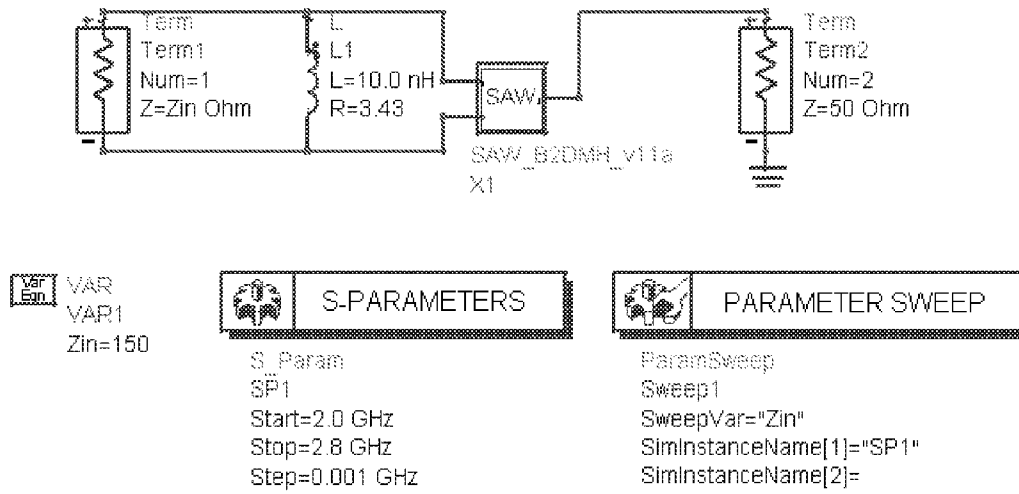 Term
Term1
Num=1
Z=Zin Ohm
L
L1
L=10.0 nH
R=3.43
SAW
SAW_B2DMH_v11a
X1
Term
Term2
Num=2
Z=50 Ohm
Var
Eqn
VAR
VAR1
Zin=150
S-PARAMETERS
S_Param
SP1
Start=2.0 GHz
Stop=2.8 GHz
Step=0.001 GHz
PARAMETER SWEEP
ParamSweep
Sweep1
SweepVar="Zin"
SimInstanceName[1]="SP1"
SimInstanceName[2]=